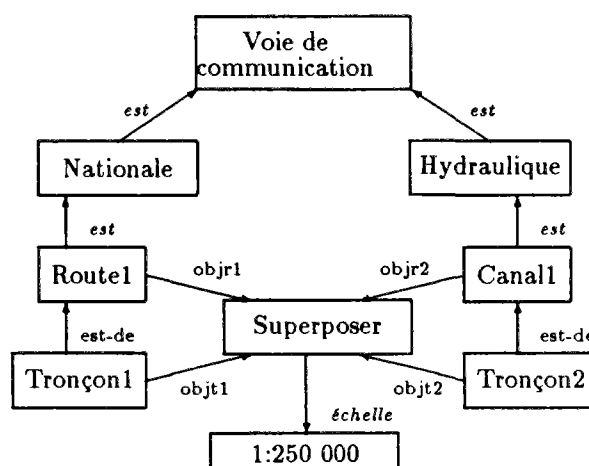 Voie de
communication
est
est
Nationale
Hydraulique
est
est
Route1
objr1
objr2
Canal1
Superposer
est-de
est-de
Tronçon1
objt1
objt2
Tronçon2
échelle
1:250 000